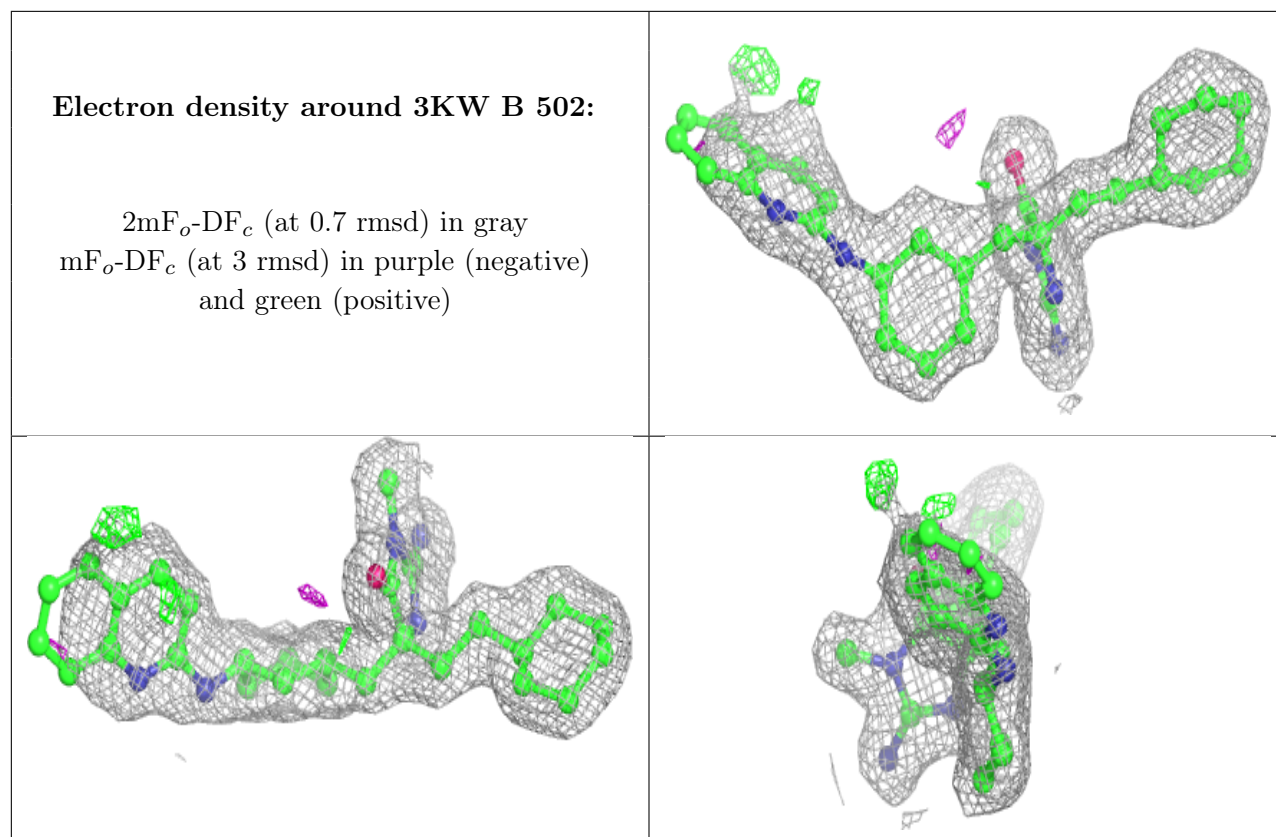 Electron density around 3KW B 502:
2mFₒ-DF𝒸 (at 0.7 rmsd) in gray
mFₒ-DF𝒸 (at 3 rmsd) in purple (negative)
and green (positive)